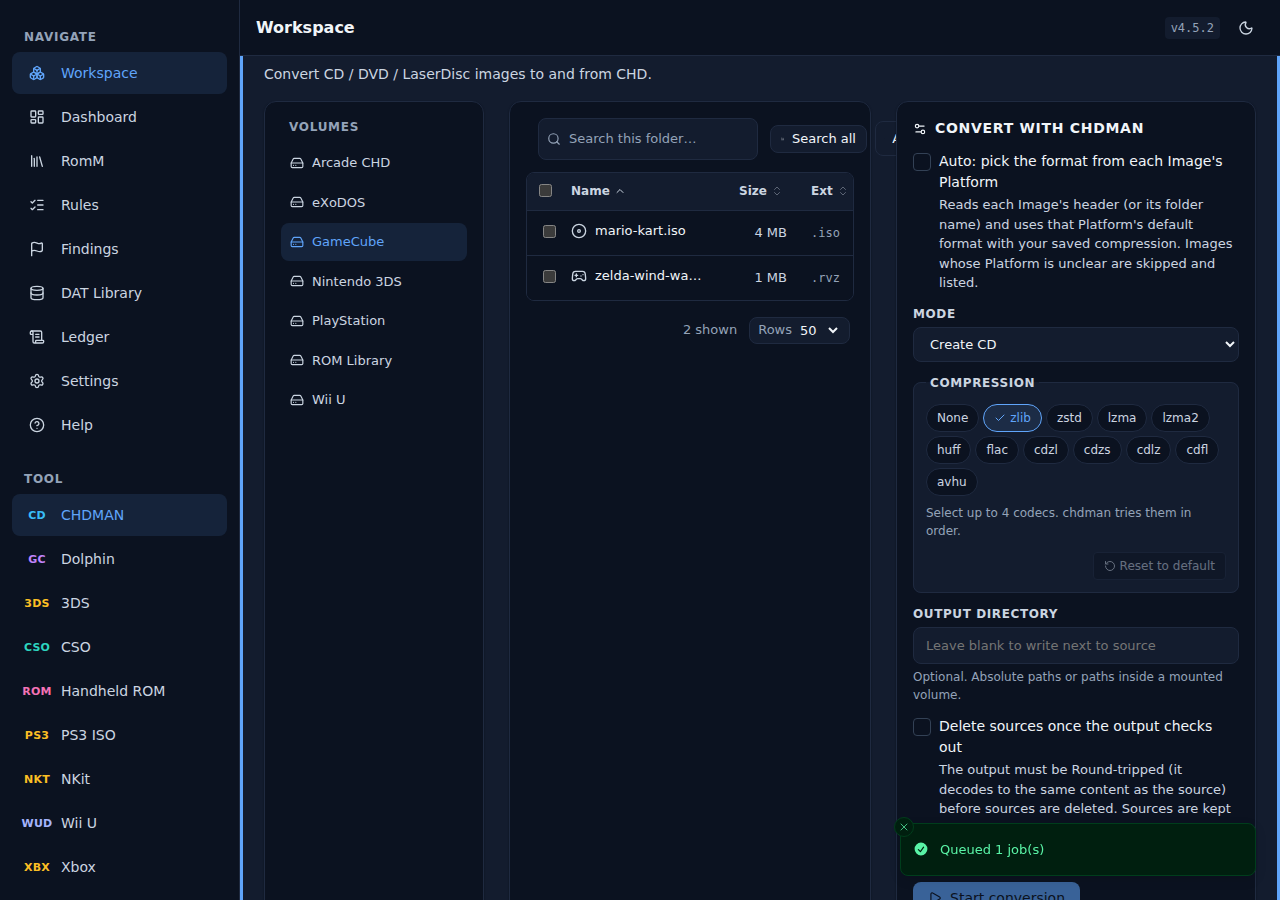 NAVIGATE
Workspace
Dashboard
RomM
Rules
Findings
DAT Library
Ledger
Settings
Help
TOOL
CD CHDMAN
GC Dolphin
3DS 3DS
CSO CSO
ROM Handheld ROM
PS3 PS3 ISO
NKT NKit
WUD Wii U
XBX Xbox
Workspace
v4.5.2
Convert CD / DVD / LaserDisc images to and from CHD.
VOLUMES
Arcade CHD
eXoDOS
GameCube
Nintendo 3DS
PlayStation
ROM Library
Wii U
Search this folder…
Search all
Name Size Ext
mario-kart.iso 4 MB .iso
zelda-wind-wa… 1 MB .rvz
2 shown Rows 50
CONVERT WITH CHDMAN
Auto: pick the format from each Image's
Platform
Reads each Image's header (or its folder
name) and uses that Platform's default
format with your saved compression. Images
whose Platform is unclear are skipped and
listed.
MODE
Create CD
COMPRESSION
None zlib zstd lzma lzma2
huff flac cdzl cdzs cdlz cdfl
avhu
Select up to 4 codecs. chdman tries them in
order.
Reset to default
OUTPUT DIRECTORY
Leave blank to write next to source
Optional. Absolute paths or paths inside a mounted
volume.
Delete sources once the output checks
out
The output must be Round-tripped (it
decodes to the same content as the source)
before sources are deleted. Sources are kept
Queued 1 job(s)
Start conversion